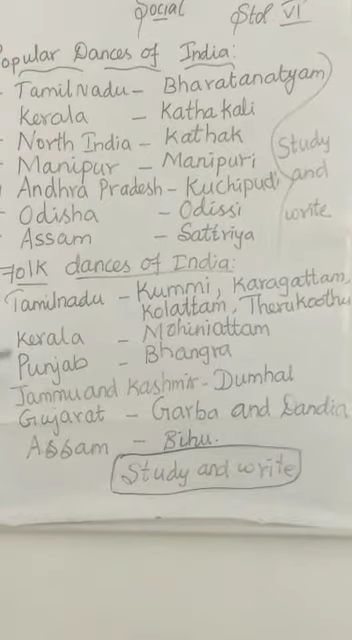 Social Std VI
opular Dances of India:
Tamil Nadu - Bharatanatyam
Kerala - Kathakali
North India - Kathak
Manipur - Manipuri
Andhra Pradesh - Kuchipudi
Odisha - Odissi
Assam - Sattriya
Study
and
write
Folk dances of India:
Tamilnadu - Kummi, Karagattam,
Kolattam, Therukoothu
Kerala - Mohiniattam
Punjab - Bhangra
Jammu and Kashmir - Dumhal
Gujarat - Garba and Dandia
Assam - Bihu.
Study and write